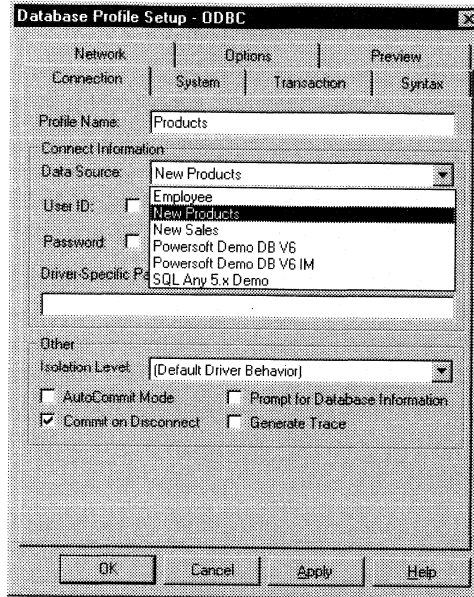 Database Profile Setup - ODBC
Network Options Preview
Connection System Transaction Syntax
Profile Name: Products
Connect Information
Data Source: New Products
Employee
User ID: New Products
New Sales
Powersoft Demo DB V6
Password: Powersoft Demo DB V6 IM
Driver-Specific Pa SQL Any 5.x Demo
Other
Isolation Level: (Default Driver Behavior)
AutoCommit Mode Prompt for Database Information
Commit on Disconnect Generate Trace
OK Cancel Apply Help